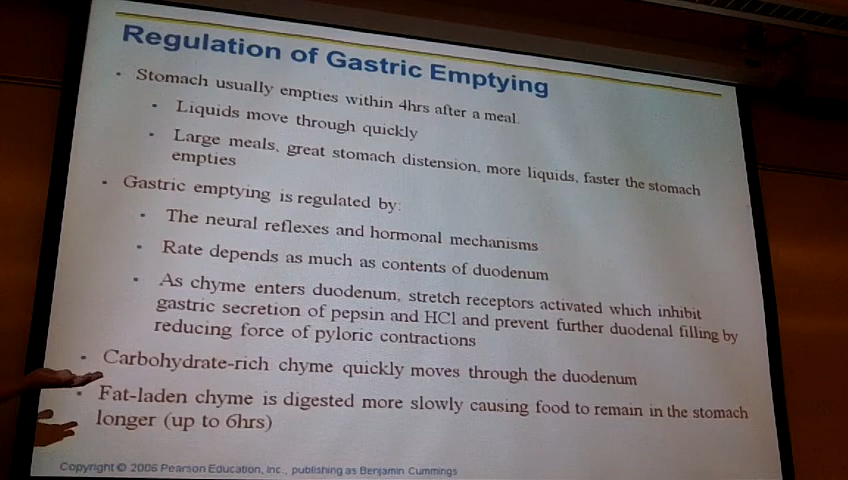 Regulation of Gastric Emptying
• Stomach usually empties within 4hrs after a meal.
• Liquids move through quickly
• Large meals, great stomach distension, more liquids, faster the stomach
empties
• Gastric emptying is regulated by:
• The neural reflexes and hormonal mechanisms
• Rate depends as much as contents of duodenum
• As chyme enters duodenum, stretch receptors activated which inhibit
gastric secretion of pepsin and HCl and prevent further duodenal filling by
reducing force of pyloric contractions
• Carbohydrate-rich chyme quickly moves through the duodenum
• Fat-laden chyme is digested more slowly causing food to remain in the stomach
longer (up to 6hrs)
Copyright © 2006 Pearson Education, Inc., publishing as Benjamin Cummings